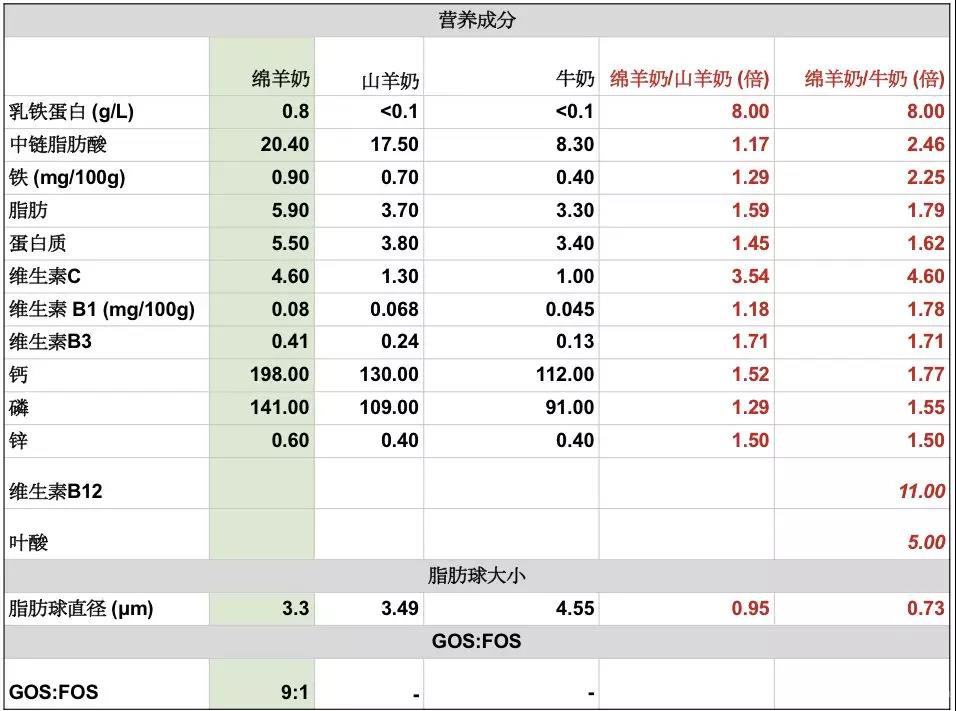 营养成分
绵羊奶 山羊奶 牛奶 绵羊奶/山羊奶 (倍) 绵羊奶/牛奶 (倍)
乳铁蛋白 (g/L) 0.8 <0.1 <0.1 8.00 8.00
中链脂肪酸 20.40 17.50 8.30 1.17 2.46
铁 (mg/100g) 0.90 0.70 0.40 1.29 2.25
脂肪 5.90 3.70 3.30 1.59 1.79
蛋白质 5.50 3.80 3.40 1.45 1.62
维生素C 4.60 1.30 1.00 3.54 4.60
维生素 B1 (mg/100g) 0.08 0.068 0.045 1.18 1.78
维生素B3 0.41 0.24 0.13 1.71 1.71
钙 198.00 130.00 112.00 1.52 1.77
磷 141.00 109.00 91.00 1.29 1.55
锌 0.60 0.40 0.40 1.50 1.50
维生素B12 11.00
叶酸 5.00
脂肪球大小
脂肪球直径 (μm) 3.3 3.49 4.55 0.95 0.73
GOS:FOS
GOS:FOS 9:1 - -